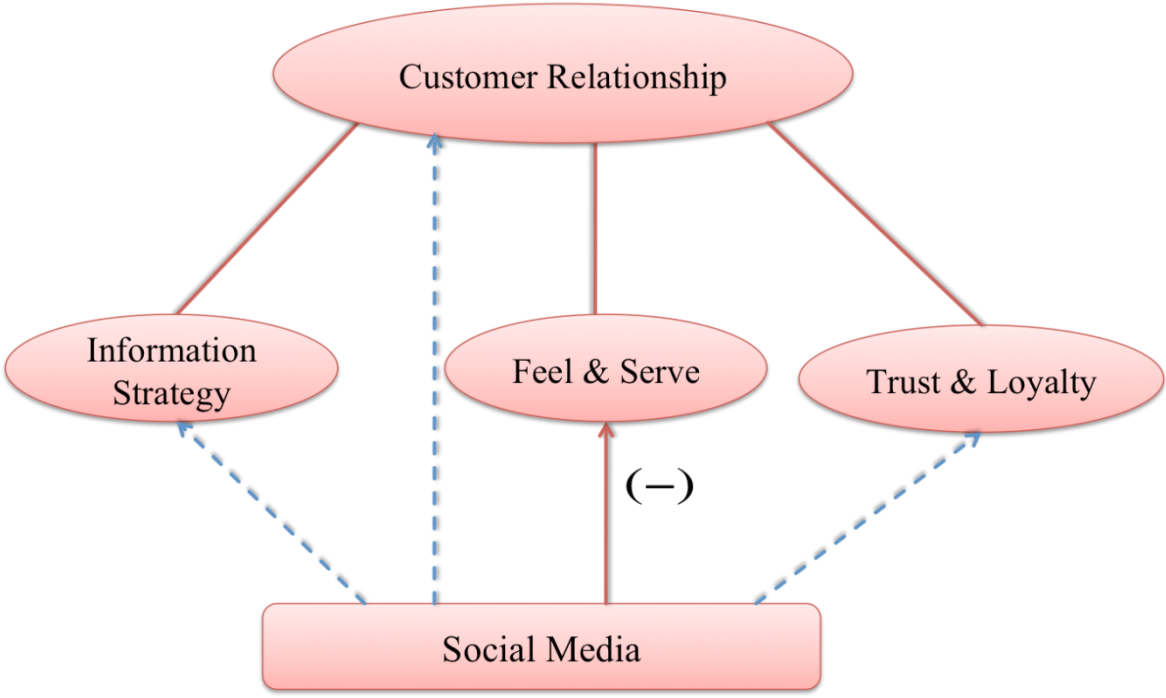 Customer Relationship
Information
Strategy
Feel & Serve
Trust & Loyalty
(−)
Social Media